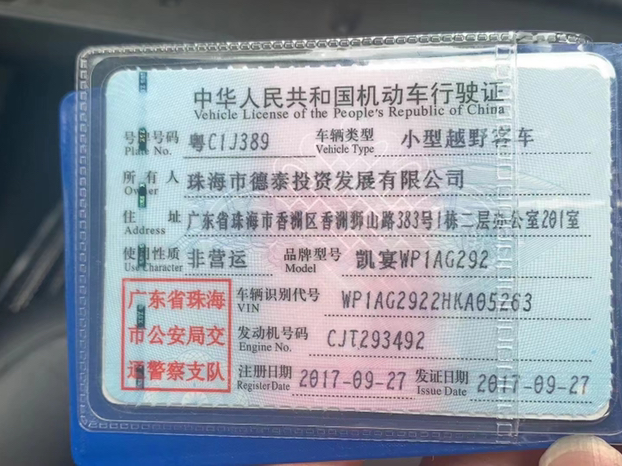 中华人民共和国机动车行驶证
Vehicle License of the People's Republic of China
号牌号码 粤C1J389 车辆类型 小型越野客车
Plate No. Vehicle Type
所有人 珠海市德泰投资发展有限公司
Owner
住址 广东省珠海市香洲区香洲狮山路383号1栋二层办公室201室
Address
使用性质 非营运 品牌型号 凯宴WP1AG292
Use Character Model
广东省珠海
市公安局交
通警察支队
车辆识别代号 WP1AG2922HKA05263
VIN
发动机号码 CJT293492
Engine No.
注册日期 2017-09-27 发证日期 2017-09-27
Register Date Issue Date